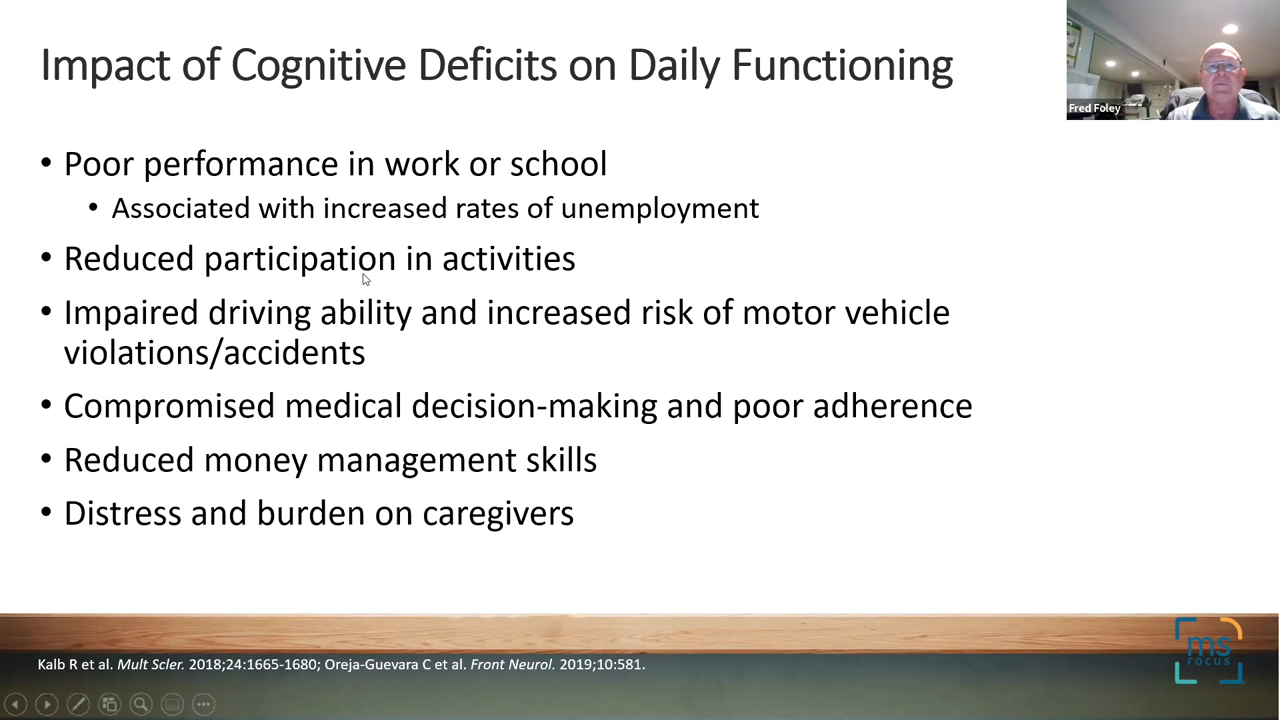 Impact of Cognitive Deficits on Daily Functioning
Fred Foley
• Poor performance in work or school
• Associated with increased rates of unemployment
• Reduced participation in activities
• Impaired driving ability and increased risk of motor vehicle
violations/accidents
• Compromised medical decision-making and poor adherence
• Reduced money management skills
• Distress and burden on caregivers
Kalb R et al. Mult Scler. 2018;24:1665-1680; Oreja-Guevara C et al. Front Neurol. 2019;10:581.
ms
FOCUS